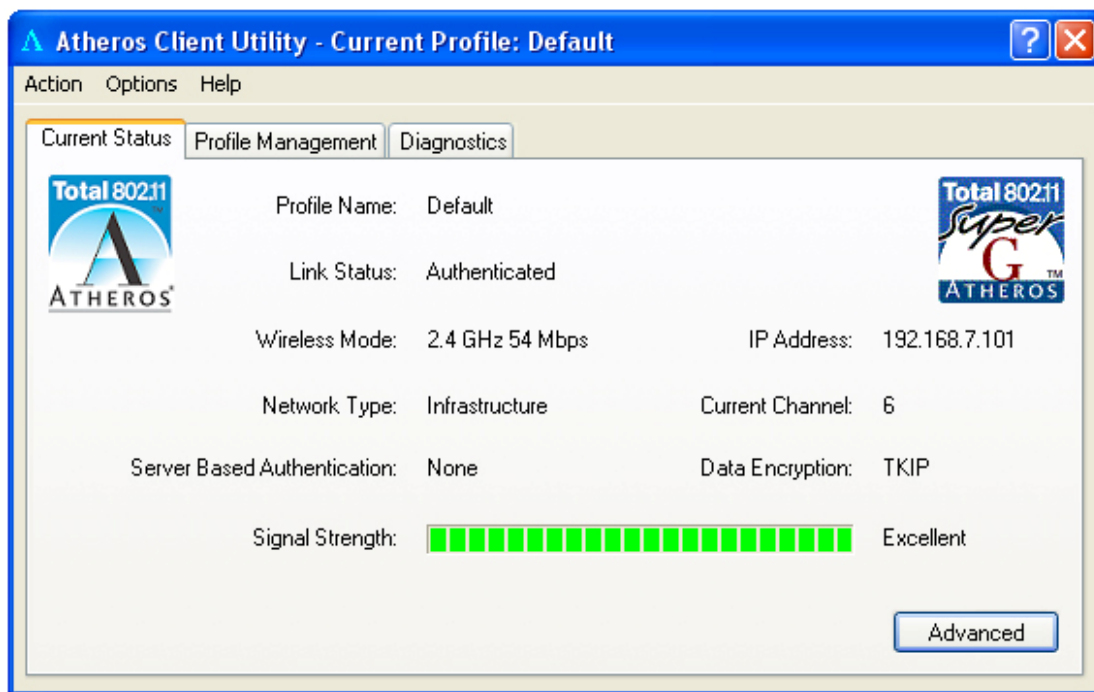 Atheros Client Utility - Current Profile: Default
Action Options Help
Current Status Profile Management Diagnostics
Total 802.11
ATHEROS
Total 802.11
Super
G
TM
ATHEROS
Profile Name: Default
Link Status: Authenticated
Wireless Mode: 2.4 GHz 54 Mbps IP Address: 192.168.7.101
Network Type: Infrastructure Current Channel: 6
Server Based Authentication: None Data Encryption: TKIP
Signal Strength: Excellent
Advanced